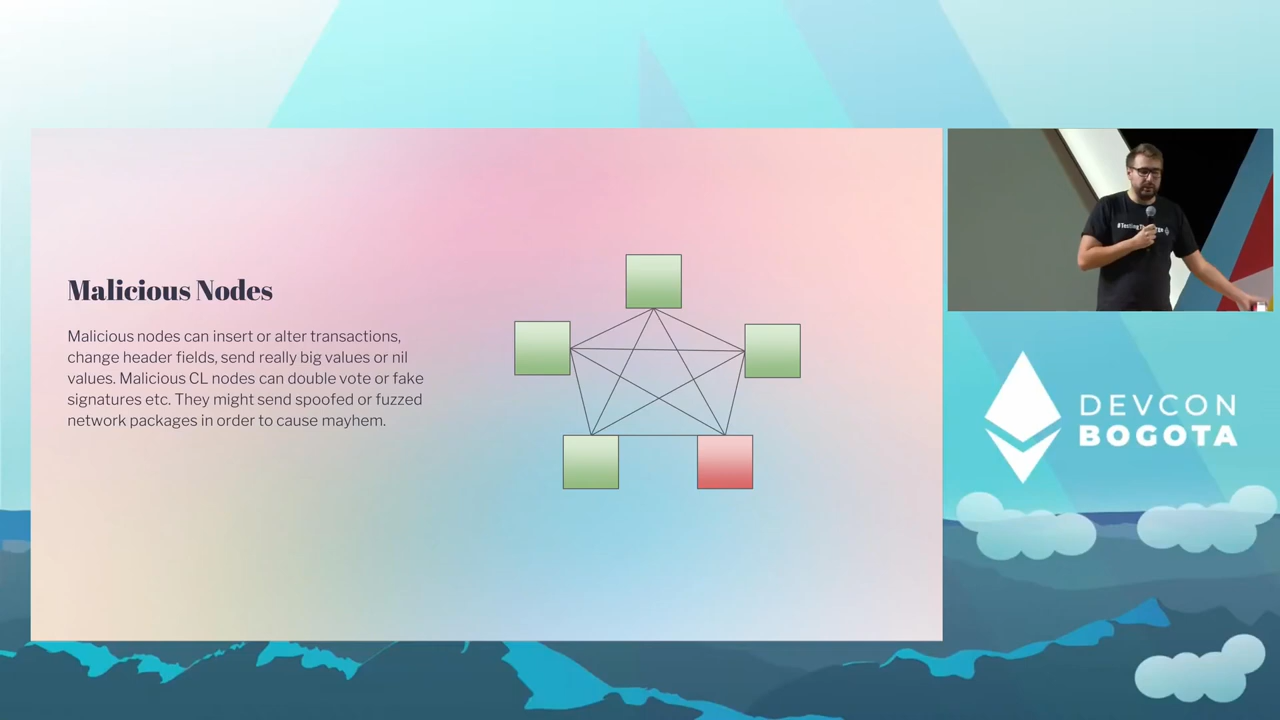 Malicious Nodes
Malicious nodes can insert or alter transactions,
change header fields, send really big values or nil
values. Malicious CL nodes can double vote or fake
signatures etc. They might send spoofed or fuzzed
network packages in order to cause mayhem.
DEVCON
BOGOTA